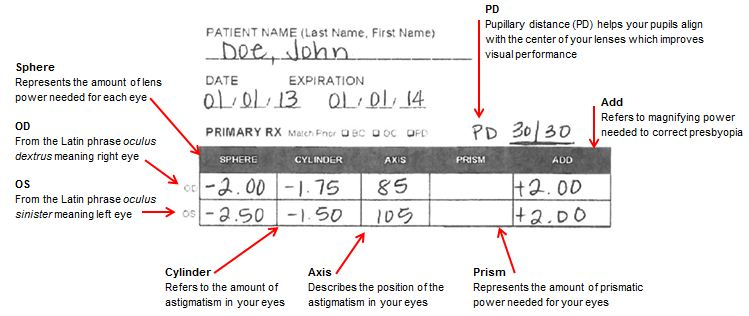 PD
Pupillary distance (PD) helps your pupils align
with the center of your lenses which improves
visual performance
PATIENT NAME (Last Name, First Name)
Doe, John
DATE EXPIRATION
01/01/13 01/01/14
Sphere
Represents the amount of lens
power needed for each eye
OD
From the Latin phrase oculus
dextrus meaning right eye
OS
From the Latin phrase oculus
sinister meaning left eye
Add
Refers to magnifying power
needed to correct presbyopia
PRIMARY RX Match Prior BC OC PD
PD 30/30
SPHERE CYLINDER AXIS PRISM ADD
OD -2.00 -1.75 85 +2.00
OS -2.50 -1.50 105 +2.00
Cylinder
Refers to the amount of
astigmatism in your eyes
Axis
Describes the position of the
astigmatism in your eyes
Prism
Represents the amount of prismatic
power needed for your eyes